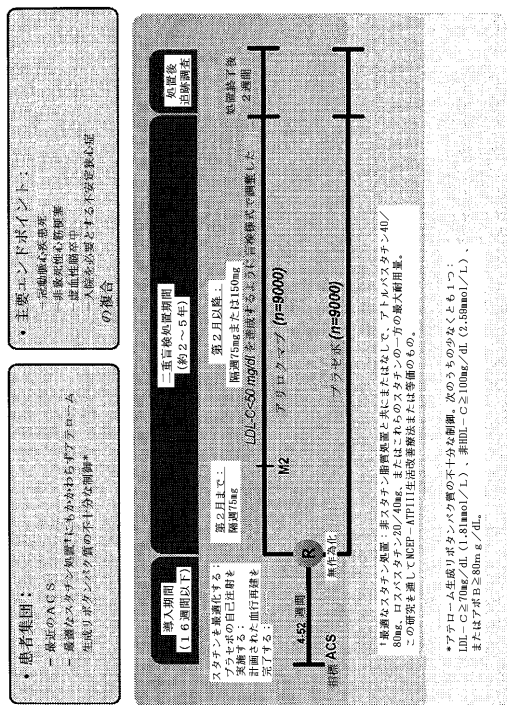 • 患者集団：
－ 最近のＡＣＳ
－ 最適なスタチン処置†にもかかわらずアテローム
生成リポタンパク質の不十分な制御*
• 主要エンドポイント：
－ 冠動脈心疾患死
－ 非致死性心筋梗塞
－ 虚血性脳卒中
－ 入院を必要とする不安定狭心症
の複合
導入期間
(１６週間以下)
二重盲検処置期間
(約２～５年)
処置後
追跡調査
スタチンを最適化する；
プラセボの自己注射を
実施する；
計画された血行再建を
完了する；
第２月まで：
隔週75mg
第２月以降：
隔週75mgまたは150mg
LDL-C<50 mg/dlを達成するように盲検様式で調整した
処置終了後
２週間
M2
アリロクマブ (n=9000)
4-52 週間
R
無作為化
プラセボ (n=9000)
指標 ACS
†最適なスタチン処置：非スタチン脂質処置と共にまたはなしで、アトルバスタチン40/
80mg、ロスバスタチン20/40mg、またはこれらのスタチンの一方の最大耐用量。
この研究を通してNCEP-ATPIII生活改善療法または等価のもの。
*アテローム生成リポタンパク質の不十分な制御。次のうちの少なくとも１つ：
LDL－Ｃ≧70mg/dL (1.81mmol/L)、非HDL－Ｃ≧100mg/dL (2.59mmol/L)、
またはアポＢ≧80mg/dL。